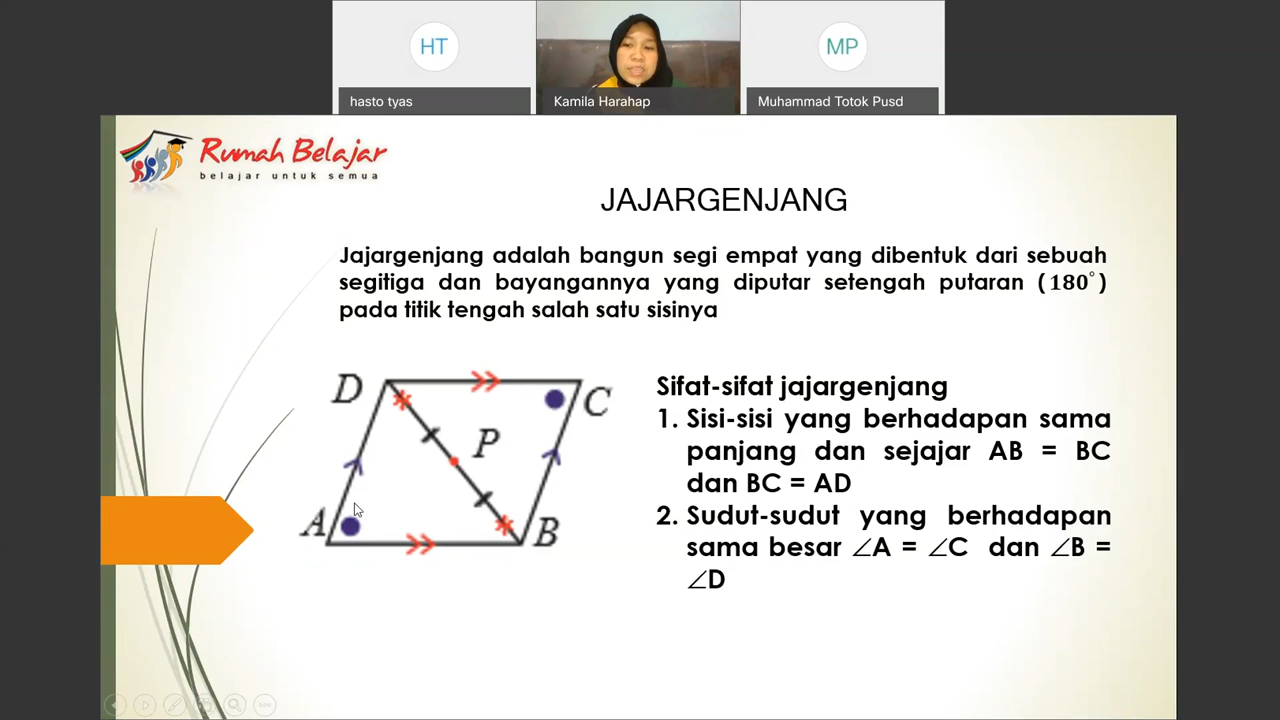 HT
MP
hasto tyas
Kamila Harahap
Muhammad Totok Pusd
Rumah Belajar
belajar untuk semua
JAJARGENJANG
Jajargenjang adalah bangun segi empat yang dibentuk dari sebuah
segitiga dan bayangannya yang diputar setengah putaran (180°)
pada titik tengah salah satu sisinya
D
C
P
A
B
Sifat-sifat jajargenjang
1. Sisi-sisi yang berhadapan sama
panjang dan sejajar AB = BC
dan BC = AD
2. Sudut-sudut yang berhadapan
sama besar ∠A = ∠C dan ∠B =
∠D